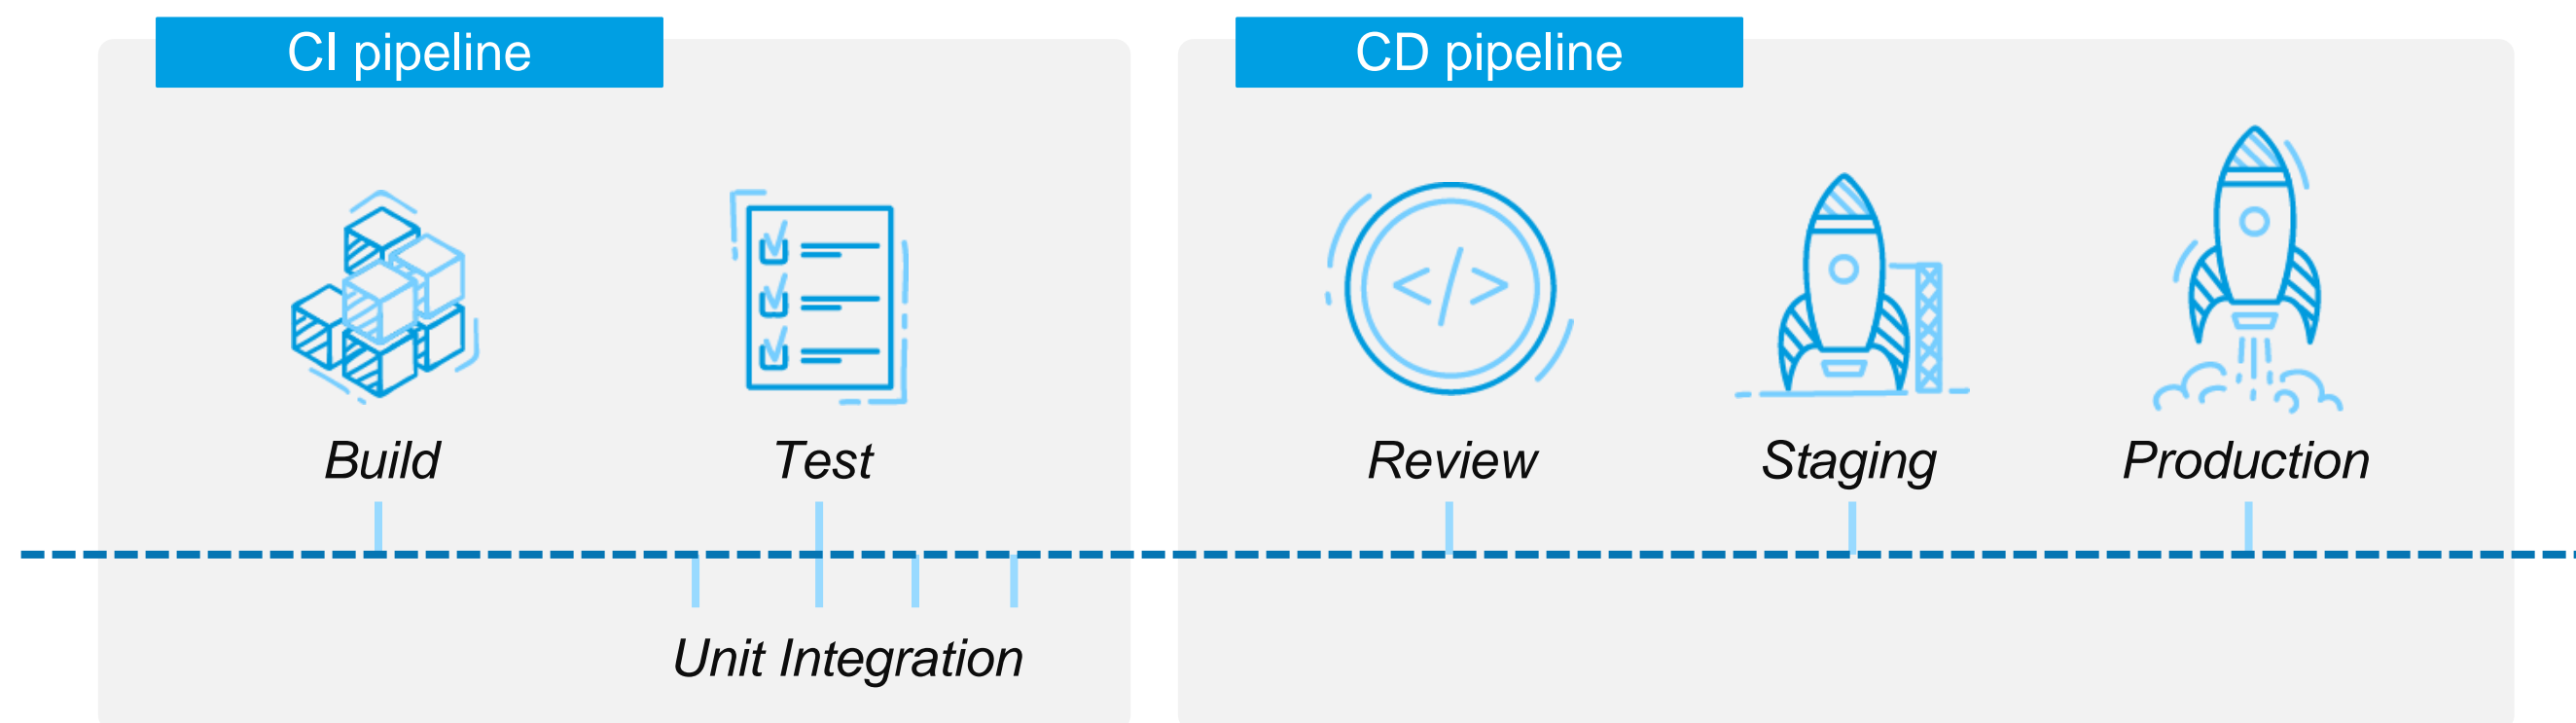 CI pipeline
CD pipeline
</>
Build
Test
Review
Staging
Production
Unit Integration